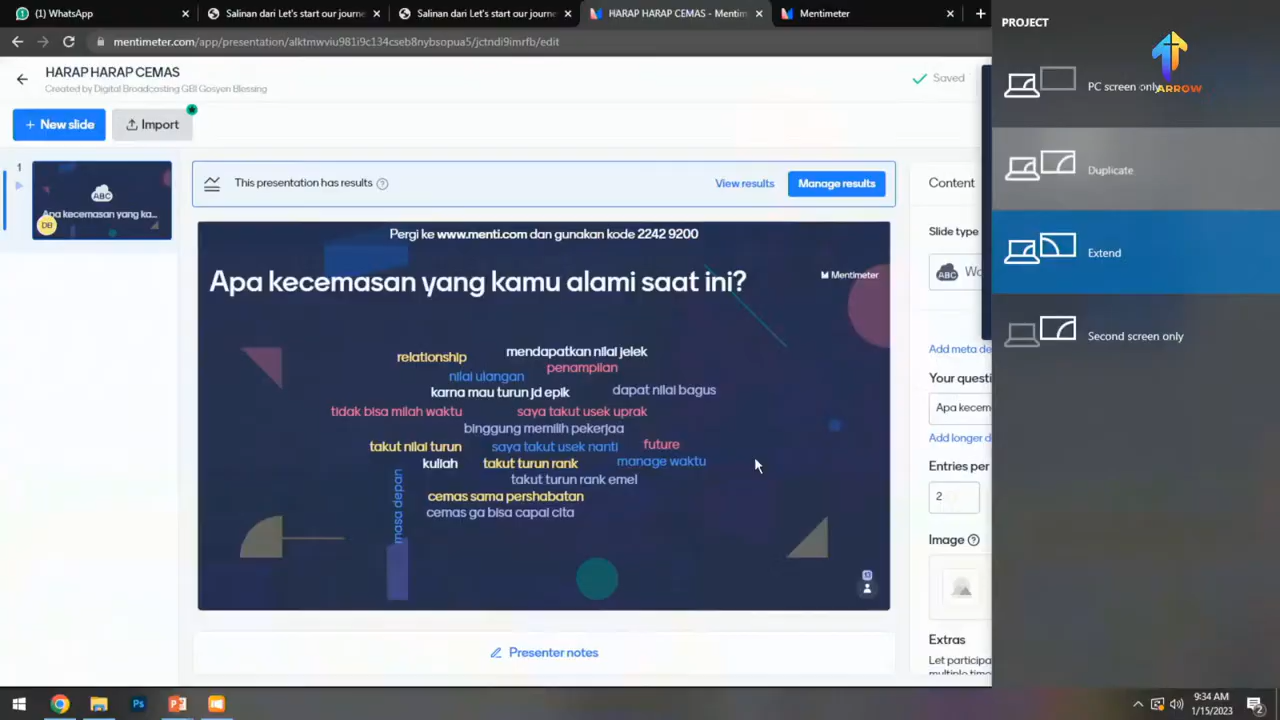 (1) WhatsApp
Salinan dari Let's start our journe
Salinan dari Let's start our journe
HARAP HARAP CEMAS - Mentim
Mentimeter
PROJECT
mentimeter.com/app/presentation/alktmwviu981i9c134cseb8nybsopua5/jctndi9imrfb/edit
HARAP HARAP CEMAS
Created by Digital Broadcasting GBI Gosyen Blessing
Saved
PC screen only
ARROW
+ New slide
Import
1
This presentation has results
View results
Manage results
Content
Duplicate
ABC
Apa kecemasan yang ka...
DB
Pergi ke www.menti.com dan gunakan kode 2242 9200
Slide type
Extend
Apa kecemasan yang kamu alami saat ini?
Mentimeter
ABC
Second screen only
relationship
mendapatkan nilai jelek
Add meta de
nilai ulangan
penampilan
Your questi
karna mau turun jd epik
dapat nilai bagus
tidak bisa milah waktu
saya takut usek uprak
Apa kecem
binggung memilih pekerjaa
takut nilai turun
saya takut usek nanti
future
Add longer d
kuliah
takut turun rank
manage waktu
Entries per
takut turun rank emel
masa depan
cemas sama pershabatan
2
cemas ga bisa capai cita
Image
13
Extras
Presenter notes
Let participa
multiple time
9:34 AM
1/15/2023
2